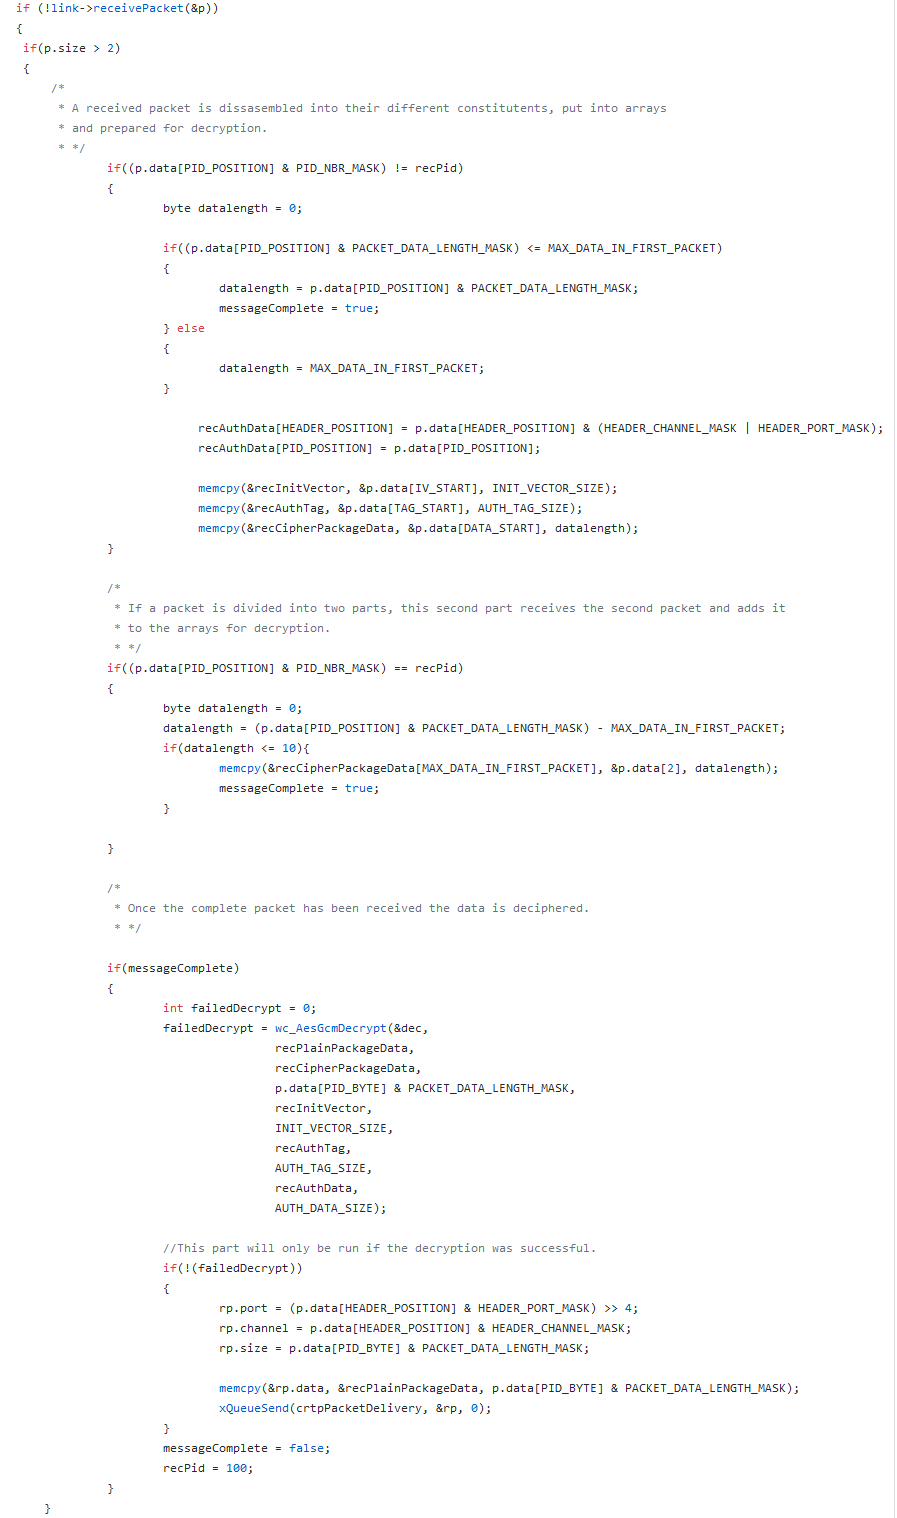 if (!link->receivePacket(&p))
{
if(p.size > 2)
{
/*
* A received packet is dissasembled into their different constitutents, put into arrays
* and prepared for decryption.
* */
if((p.data[PID_POSITION] & PID_NBR_MASK) != recPid)
{
byte datalength = 0;
if((p.data[PID_POSITION] & PACKET_DATA_LENGTH_MASK) <= MAX_DATA_IN_FIRST_PACKET)
{
datalength = p.data[PID_POSITION] & PACKET_DATA_LENGTH_MASK;
messageComplete = true;
} else
{
datalength = MAX_DATA_IN_FIRST_PACKET;
}
recAuthData[HEADER_POSITION] = p.data[HEADER_POSITION] & (HEADER_CHANNEL_MASK | HEADER_PORT_MASK);
recAuthData[PID_POSITION] = p.data[PID_POSITION];
memcpy(&recInitVector, &p.data[IV_START], INIT_VECTOR_SIZE);
memcpy(&recAuthTag, &p.data[TAG_START], AUTH_TAG_SIZE);
memcpy(&recCipherPackageData, &p.data[DATA_START], datalength);
}
/*
* If a packet is divided into two parts, this second part receives the second packet and adds it
* to the arrays for decryption.
* */
if((p.data[PID_POSITION] & PID_NBR_MASK) == recPid)
{
byte datalength = 0;
datalength = (p.data[PID_POSITION] & PACKET_DATA_LENGTH_MASK) - MAX_DATA_IN_FIRST_PACKET;
if(datalength <= 10){
memcpy(&recCipherPackageData[MAX_DATA_IN_FIRST_PACKET], &p.data[2], datalength);
messageComplete = true;
}
}
/*
* Once the complete packet has been received the data is deciphered.
* */
if(messageComplete)
{
int failedDecrypt = 0;
failedDecrypt = wc_AesGcmDecrypt(&dec,
recPlainPackageData,
recCipherPackageData,
p.data[PID_BYTE] & PACKET_DATA_LENGTH_MASK,
recInitVector,
INIT_VECTOR_SIZE,
recAuthTag,
AUTH_TAG_SIZE,
recAuthData,
AUTH_DATA_SIZE);
//This part will only be run if the decryption was successful.
if(!(failedDecrypt))
{
rp.port = (p.data[HEADER_POSITION] & HEADER_PORT_MASK) >> 4;
rp.channel = p.data[HEADER_POSITION] & HEADER_CHANNEL_MASK;
rp.size = p.data[PID_BYTE] & PACKET_DATA_LENGTH_MASK;
memcpy(&rp.data, &recPlainPackageData, p.data[PID_BYTE] & PACKET_DATA_LENGTH_MASK);
xQueueSend(crtpPacketDelivery, &rp, 0);
}
messageComplete = false;
recPid = 100;
}
}